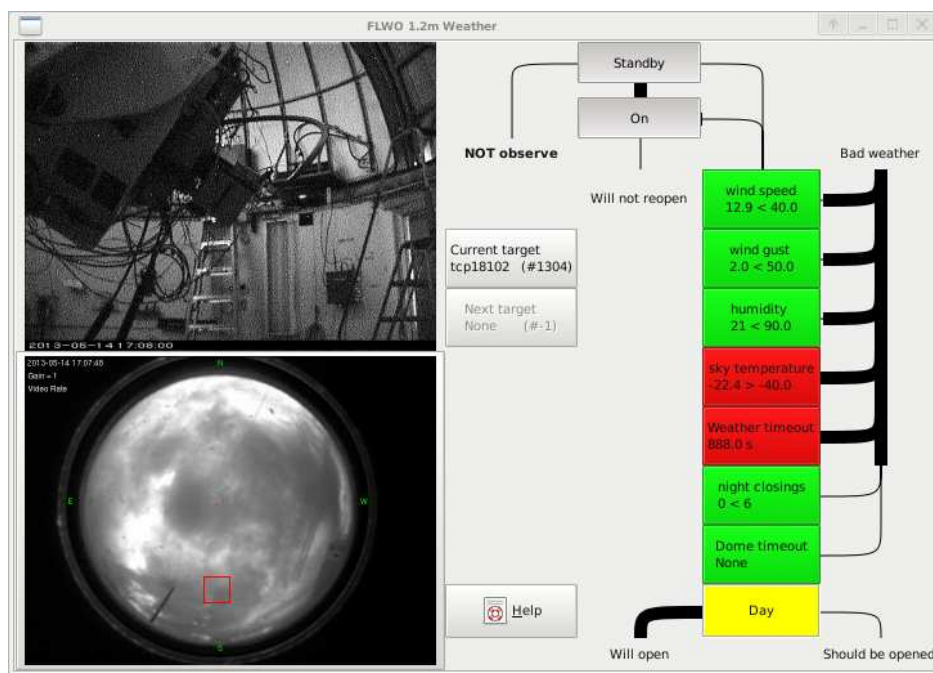 FLWO 1.2m Weather
Standby
On
NOT observe
Bad weather
Will not reopen
wind speed
12.9 < 40.0
Current target
tcp18102 (#1304)
wind gust
2.0 < 50.0
Next target
None (#-1)
humidity
21 < 90.0
2013-05-14 17:08:00
2013-05-14 17:07:48
Gain = 1
Video Rate
N
E
W
S
sky temperature
-22.4 > -40.0
Weather timeout
888.0 s
night closings
0 < 6
Dome timeout
None
Help
Day
Will open
Should be opened